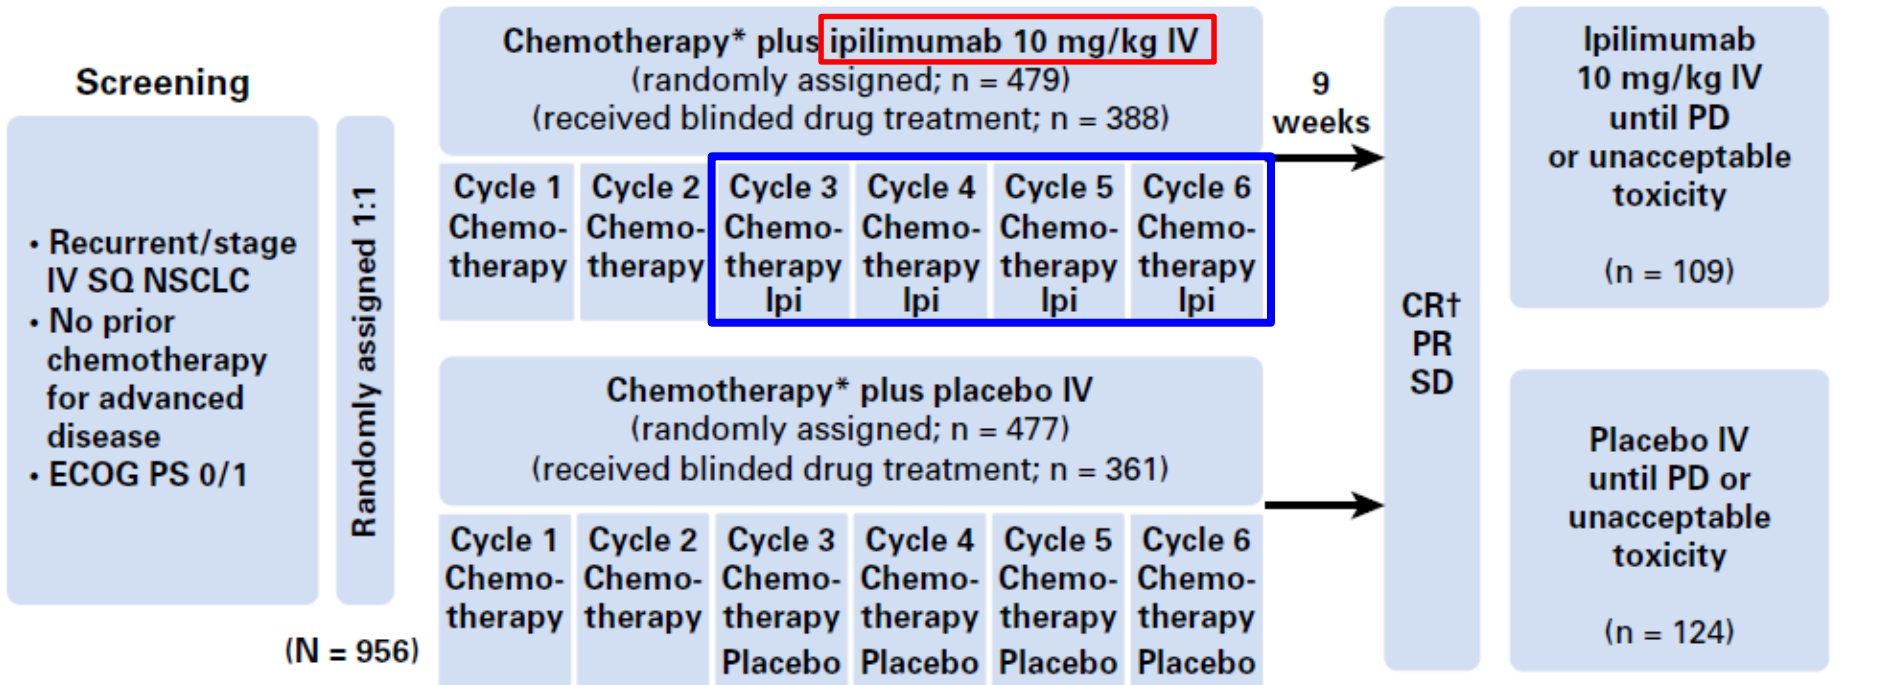 Screening
• Recurrent/stage
IV SQ NSCLC
• No prior
chemotherapy
for advanced
disease
• ECOG PS 0/1
Randomly assigned 1:1
(N = 956)
Chemotherapy* plus ipilimumab 10 mg/kg IV
(randomly assigned; n = 479)
(received blinded drug treatment; n = 388)
Cycle 1
Chemo-
therapy
Cycle 2
Chemo-
therapy
Cycle 3
Chemo-
therapy
Ipi
Cycle 4
Chemo-
therapy
Ipi
Cycle 5
Chemo-
therapy
Ipi
Cycle 6
Chemo-
therapy
Ipi
Chemotherapy* plus placebo IV
(randomly assigned; n = 477)
(received blinded drug treatment; n = 361)
Cycle 1
Chemo-
therapy
Cycle 2
Chemo-
therapy
Cycle 3
Chemo-
therapy
Placebo
Cycle 4
Chemo-
therapy
Placebo
Cycle 5
Chemo-
therapy
Placebo
Cycle 6
Chemo-
therapy
Placebo
9
weeks
CR†
PR
SD
Ipilimumab
10 mg/kg IV
until PD
or unacceptable
toxicity
(n = 109)
Placebo IV
until PD or
unacceptable
toxicity
(n = 124)